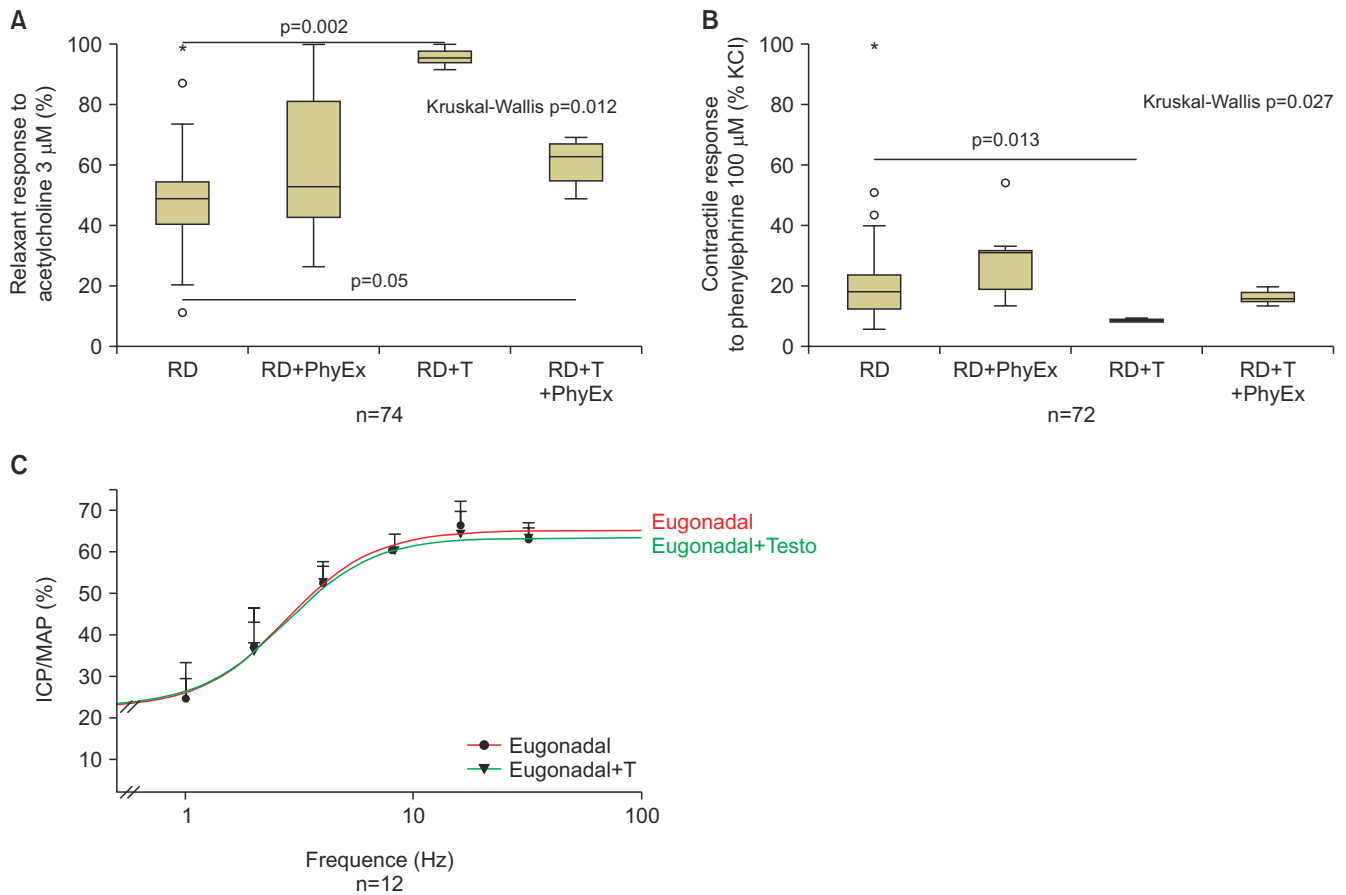 A
p=0.002
Relaxant response to
acetylcholine 3 µM (%)
100
80
60
40
20
0
*
Kruskal-Wallis p=0.012
p=0.05
RD
RD+PhyEx
RD+T
RD+T
+PhyEx
n=74
B
Contractile response
to phenylephrine 100 µM (% KCl)
100
80
60
40
20
0
*
Kruskal-Wallis p=0.027
p=0.013
RD
RD+PhyEx
RD+T
RD+T
+PhyEx
n=72
C
ICP/MAP (%)
70
60
50
40
30
20
10
Eugonadal
Eugonadal+Testo
Eugonadal
Eugonadal+T
1
10
100
Frequence (Hz)
n=12